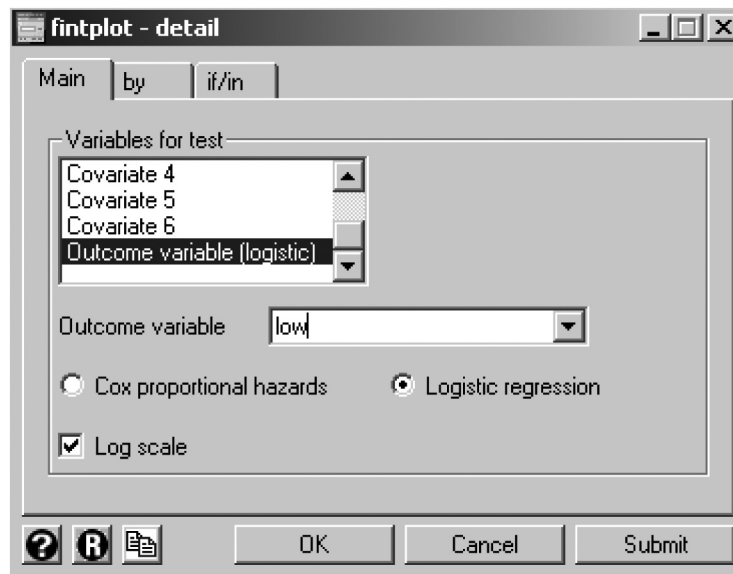 fintplot - detail
Main by if/in
Variables for test
Covariate 4
Covariate 5
Covariate 6
Outcome variable (logistic)
Outcome variable low
Cox proportional hazards Logistic regression
Log scale
? R OK Cancel Submit